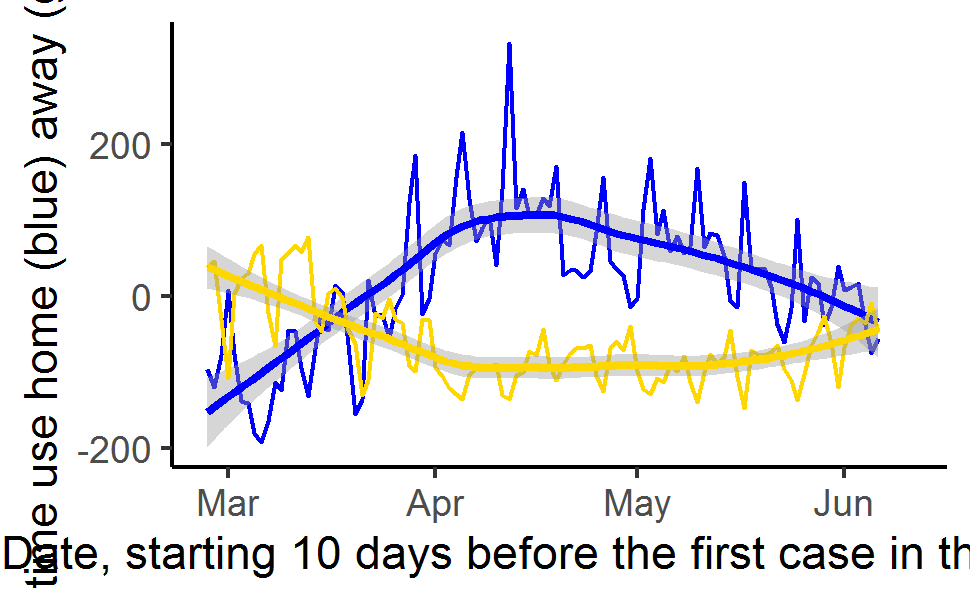 time use home (blue) away (
200
0
-200
Mar Apr May Jun
Date, starting 10 days before the first case in th